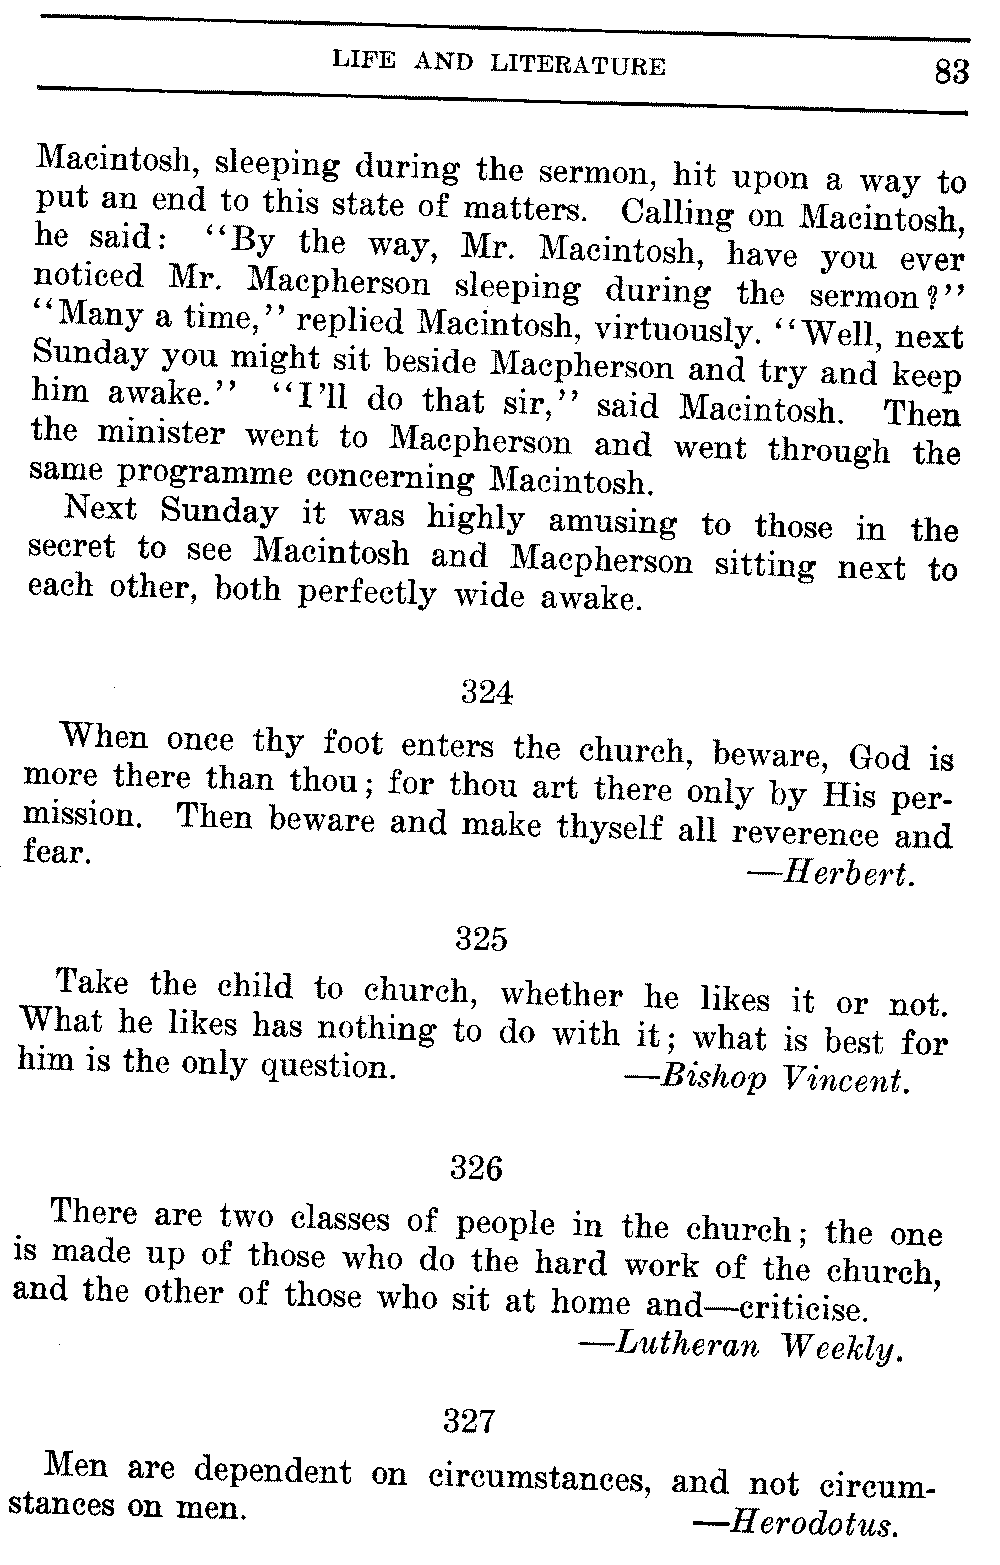 LIFE AND LITERATURE 83
Macintosh, sleeping during the sermon, hit upon a way to
put an end to this state of matters. Calling on Macintosh,
he said: “By the way, Mr. Macintosh, have you ever
noticed Mr. Macpherson sleeping during the sermon?”
“Many a time,” replied Macintosh, virtuously. “Well, next
Sunday you might sit beside Macpherson and try and keep
him awake.” “I’ll do that sir,” said Macintosh. Then
the minister went to Macpherson and went through the
same programme concerning Macintosh.
Next Sunday it was highly amusing to those in the
secret to see Macintosh and Macpherson sitting next to
each other, both perfectly wide awake.
324
When once thy foot enters the church, beware, God is
more there than thou; for thou art there only by His per-
mission. Then beware and make thyself all reverence and
fear. —Herbert.
325
Take the child to church, whether he likes it or not.
What he likes has nothing to do with it; what is best for
him is the only question. —Bishop Vincent.
326
There are two classes of people in the church; the one
is made up of those who do the hard work of the church,
and the other of those who sit at home and—criticise.
—Lutheran Weekly.
327
Men are dependent on circumstances, and not circum-
stances on men. —Herodotus.